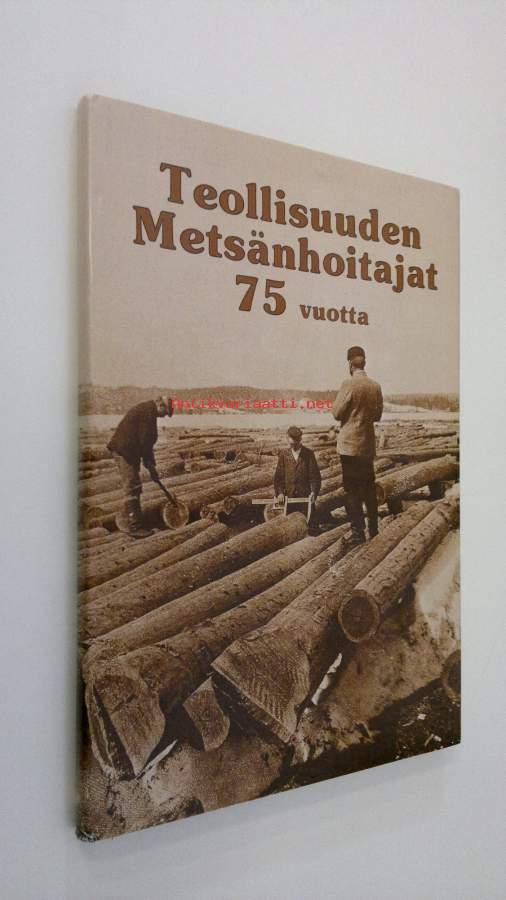 Teollisuuden
Metsänhoitajat
75 vuotta
antikvariaatti.net